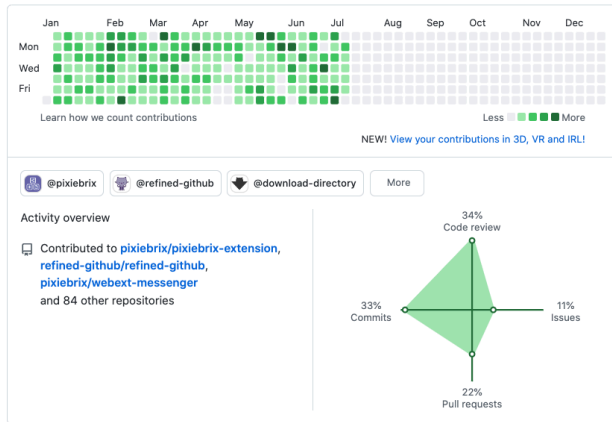 Jan Feb Mar Apr May Jun Jul Aug Sep Oct Nov Dec
Mon
Wed
Fri
Learn how we count contributions
Less More
NEW! View your contributions in 3D, VR and IRL!
@pixiebrix @refined-github @download-directory More
Activity overview
Contributed to pixiebrix/pixiebrix-extension,
refined-github/refined-github,
pixiebrix/webext-messenger
and 84 other repositories
34%
Code review
33%
Commits
11%
Issues
22%
Pull requests